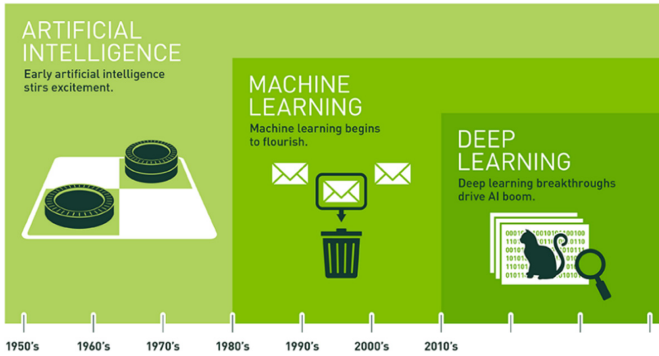 ARTIFICIAL
INTELLIGENCE
Early artificial intelligence
stirs excitement.
MACHINE
LEARNING
Machine learning begins
to flourish.
DEEP
LEARNING
Deep learning breakthroughs
drive AI boom.
1950's 1960's 1970's 1980's 1990's 2000's 2010's